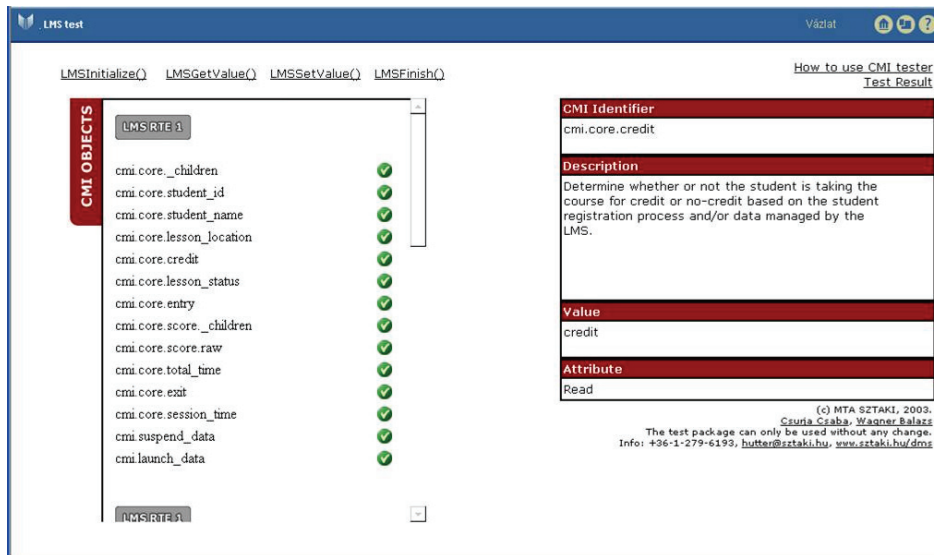 . LMS test
Vázlat
LMSInitialize() LMSGetValue() LMSSetValue() LMSFinish()
How to use CMI tester
Test Result
CMI OBJECTS
LMS RTE 1
cmi.core._children
cmi.core.student_id
cmi.core.student_name
cmi.core.lesson_location
cmi.core.credit
cmi.core.lesson_status
cmi.core.entry
cmi.core.score._children
cmi.core.score.raw
cmi.core.total_time
cmi.core.exit
cmi.core.session_time
cmi.suspend_data
cmi.launch_data
LMS RTE 1
CMI Identifier
cmi.core.credit
Description
Determine whether or not the student is taking the
course for credit or no-credit based on the student
registration process and/or data managed by the
LMS.
Value
credit
Attribute
Read
(c) MTA SZTAKI, 2003.
Csurja Csaba, Wagner Balazs
The test package can only be used without any change.
Info: +36-1-279-6193, hutter@sztaki.hu, www.sztaki.hu/dms